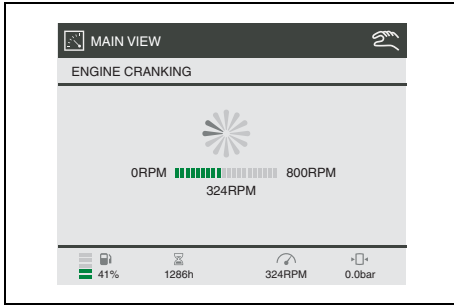 MAIN VIEW
ENGINE CRANKING
0RPM 800RPM
324RPM
41% 1286h 324RPM 0.0bar